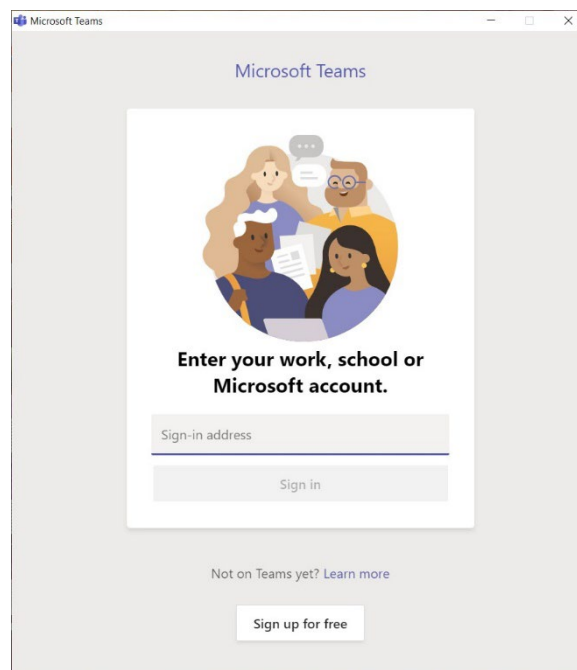 Microsoft Teams
Microsoft Teams
Enter your work, school or
Microsoft account.
Sign-in address
Sign in
Not on Teams yet? Learn more
Sign up for free